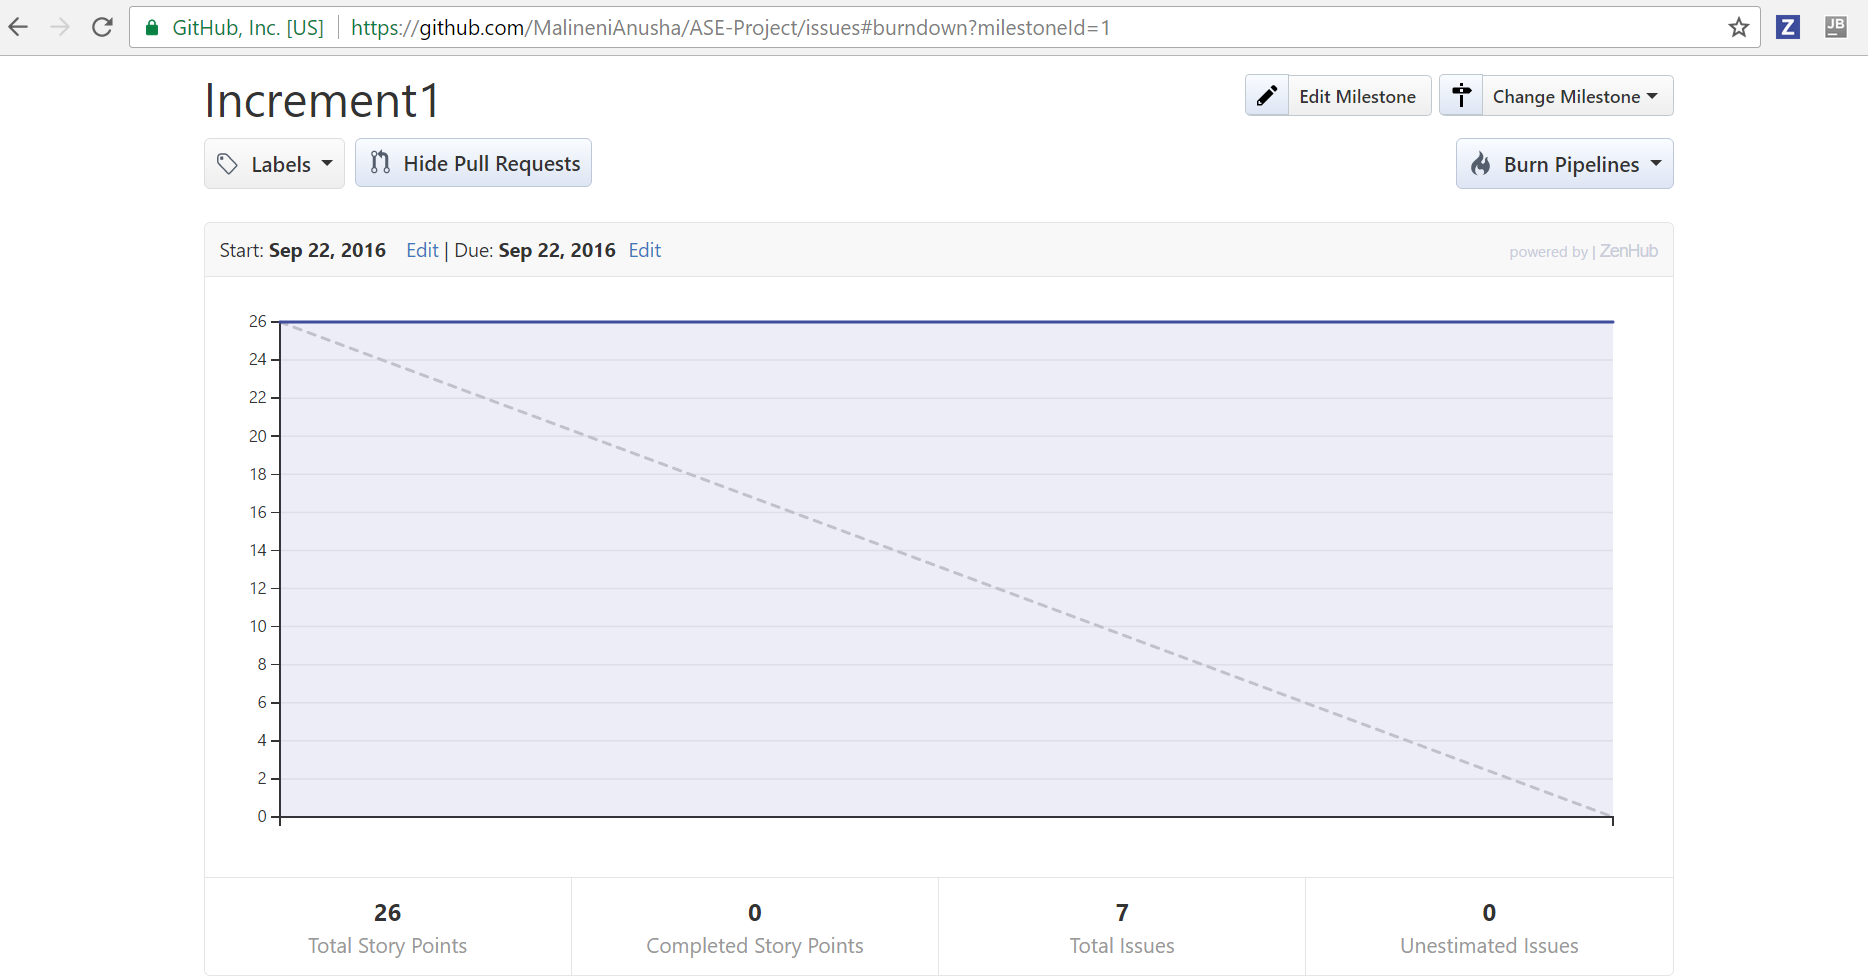 GitHub, Inc. [US] https://github.com/MalineniAnusha/ASE-Project/issues#burndown?milestoneId=1
Z
JB
Increment1
Edit Milestone
Change Milestone
Labels
Hide Pull Requests
Burn Pipelines
Start: Sep 22, 2016 Edit | Due: Sep 22, 2016 Edit
powered by | ZenHub
26
24
22
20
18
16
14
12
10
8
6
4
2
0
26
Total Story Points
0
Completed Story Points
7
Total Issues
0
Unestimated Issues